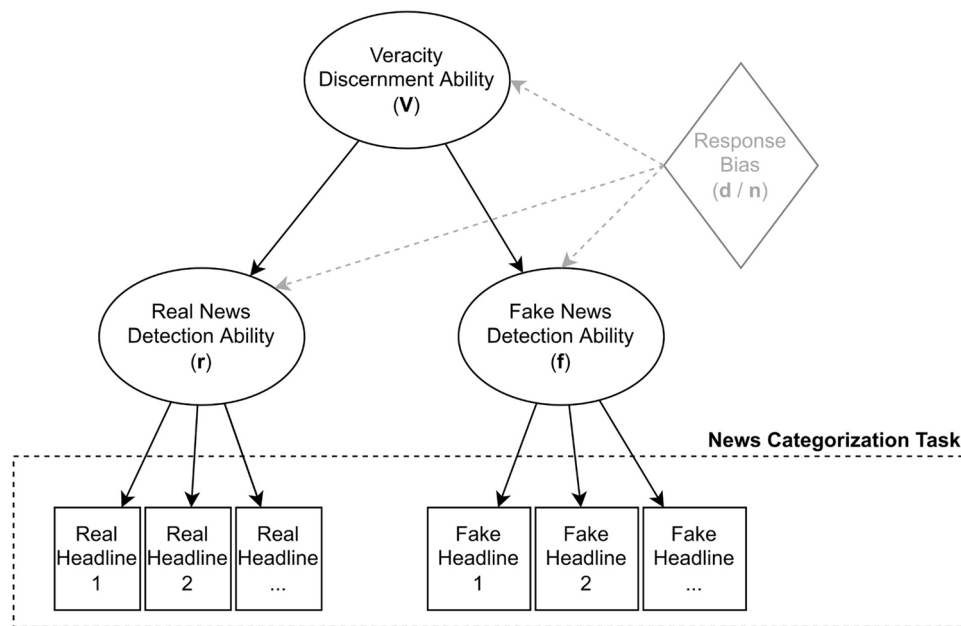 Veracity
Discernment Ability
(V)
Response
Bias
(d / n)
Real News
Detection Ability
(r)
Fake News
Detection Ability
(f)
News Categorization Task
Real
Headline
1
Real
Headline
2
Real
Headline
...
Fake
Headline
1
Fake
Headline
2
Fake
Headline
...